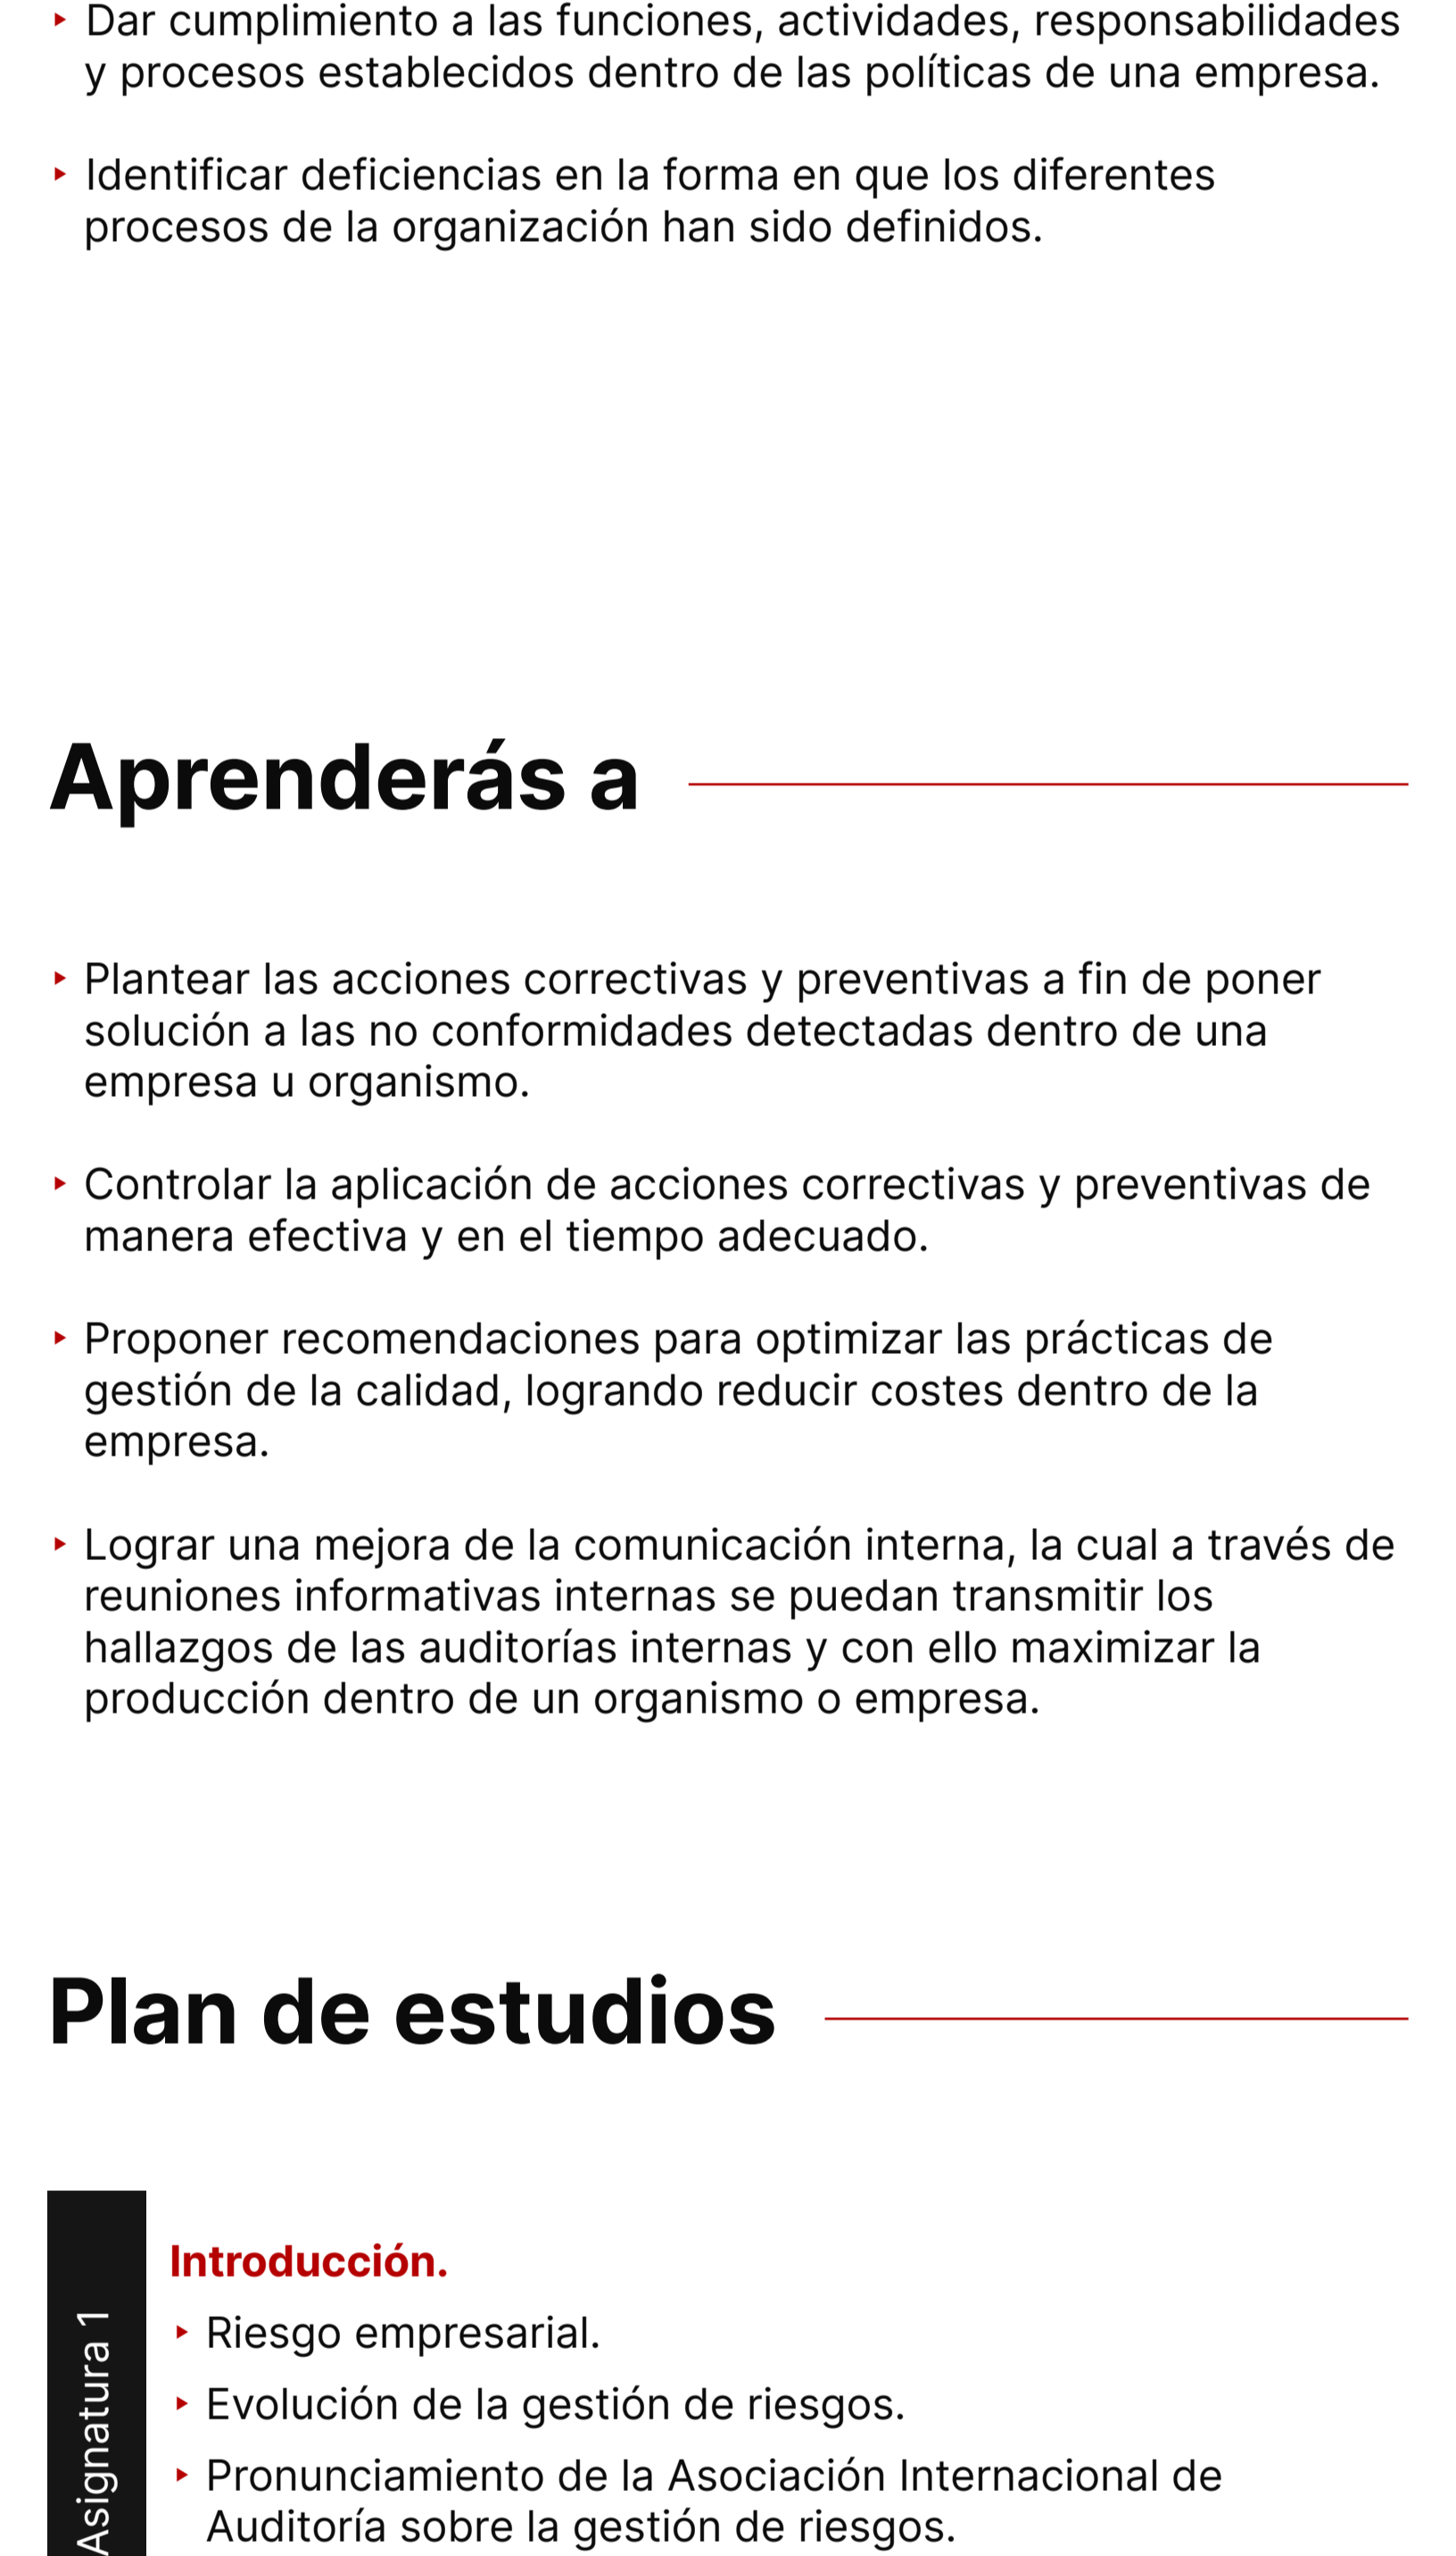 ‣ Dar cumplimiento a las funciones, actividades, responsabilidades
y procesos establecidos dentro de las políticas de una empresa.
‣ Identificar deficiencias en la forma en que los diferentes
procesos de la organización han sido definidos.
Aprenderás a
‣ Plantear las acciones correctivas y preventivas a fin de poner
solución a las no conformidades detectadas dentro de una
empresa u organismo.
‣ Controlar la aplicación de acciones correctivas y preventivas de
manera efectiva y en el tiempo adecuado.
‣ Proponer recomendaciones para optimizar las prácticas de
gestión de la calidad, logrando reducir costes dentro de la
empresa.
‣ Lograr una mejora de la comunicación interna, la cual a través de
reuniones informativas internas se puedan transmitir los
hallazgos de las auditorías internas y con ello maximizar la
producción dentro de un organismo o empresa.
Plan de estudios
Asignatura 1
Introducción.
‣ Riesgo empresarial.
‣ Evolución de la gestión de riesgos.
‣ Pronunciamiento de la Asociación Internacional de
Auditoría sobre la gestión de riesgos.